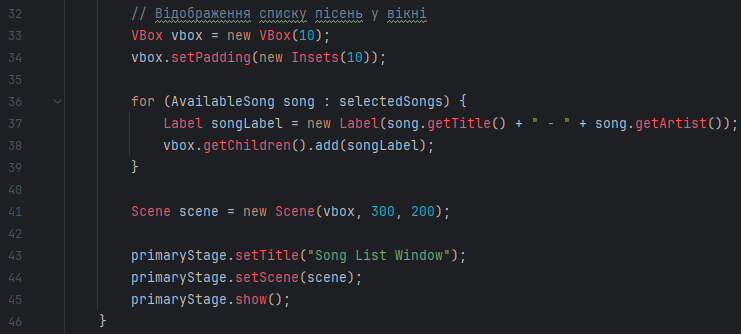 32 // Відображення списку пісень у вікні
33 VBox vbox = new VBox(10);
34 vbox.setPadding(new Insets(10));
35
36 for (AvailableSong song : selectedSongs) {
37 Label songLabel = new Label(song.getTitle() + " - " + song.getArtist());
38 vbox.getChildren().add(songLabel);
39 }
40
41 Scene scene = new Scene(vbox, 300, 200);
42
43 primaryStage.setTitle("Song List Window");
44 primaryStage.setScene(scene);
45 primaryStage.show();
46 }